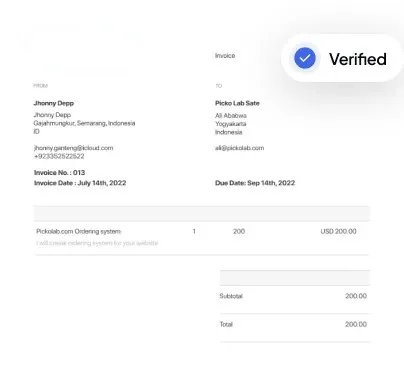 Invoice
Verified
FROM
TO
Jhonny Depp
Picko Lab Sate
Jhonny Depp
Ali Ababwa
Gajahmungkur, Semarang, Indonesia
Yogyakarta
ID
Indonesia
jhonny.ganteng@icloud.com
ali@pickolab.com
+923352522522
Invoice No. : 013
Invoice Date : July 14th, 2022
Due Date: Sep 14th, 2022
Pickolab.com Ordering system 1 200 USD 200.00
I will create ordering system for your website
Subtotal 200.00
Total 200.00